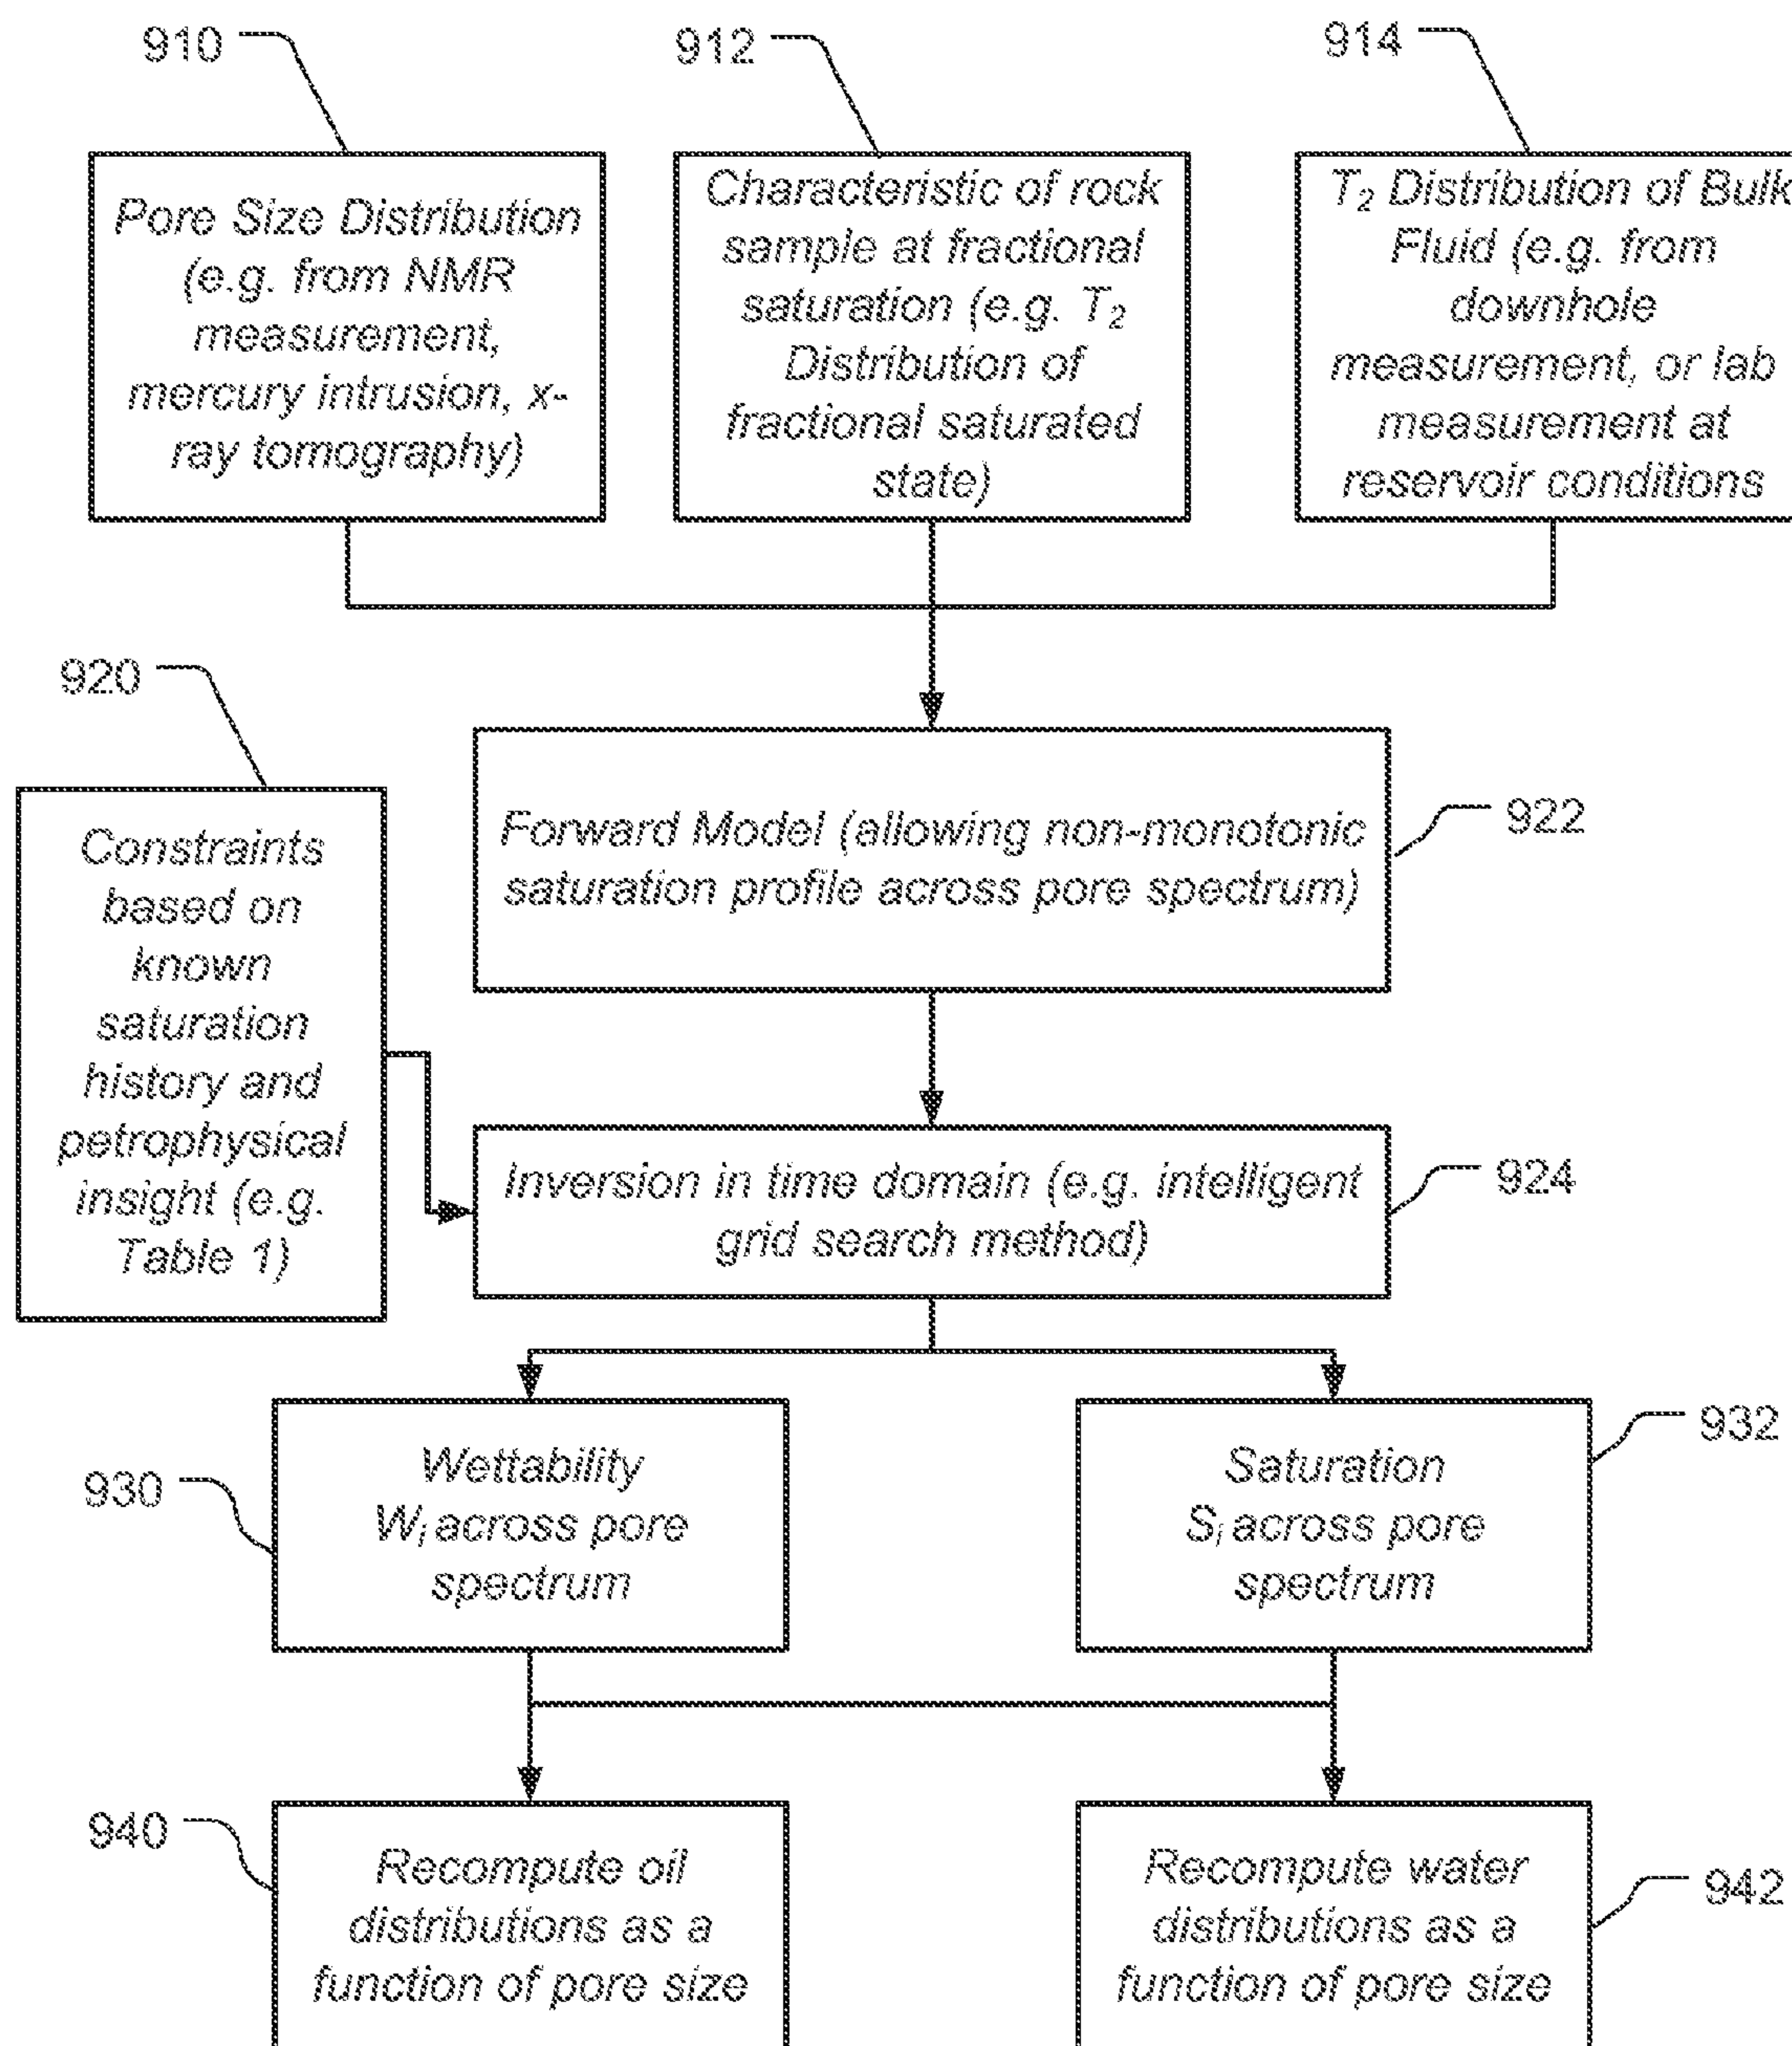 910
912
914
Pore Size Distribution
(e.g. from NMR
measurement,
mercury intrusion, x-
ray tomography)
Characteristic of rock
sample at fractional
saturation (e.g. T₂
Distribution of
fractional saturated
state)
T₂ Distribution of Bulk
Fluid (e.g. from
downhole
measurement, or lab
measurement at
reservoir conditions
920
Constraints
based on
known
saturation
history and
petrophysical
insight (e.g.
Table 1)
Forward Model (allowing non-monotonic
saturation profile across pore spectrum)
922
Inversion in time domain (e.g. intelligent
grid search method)
924
930
Wettability
Wᵢ across pore
spectrum
Saturation
Sᵢ across pore
spectrum
932
940
Recompute oil
distributions as a
function of pore size
Recompute water
distributions as a
function of pore size
942